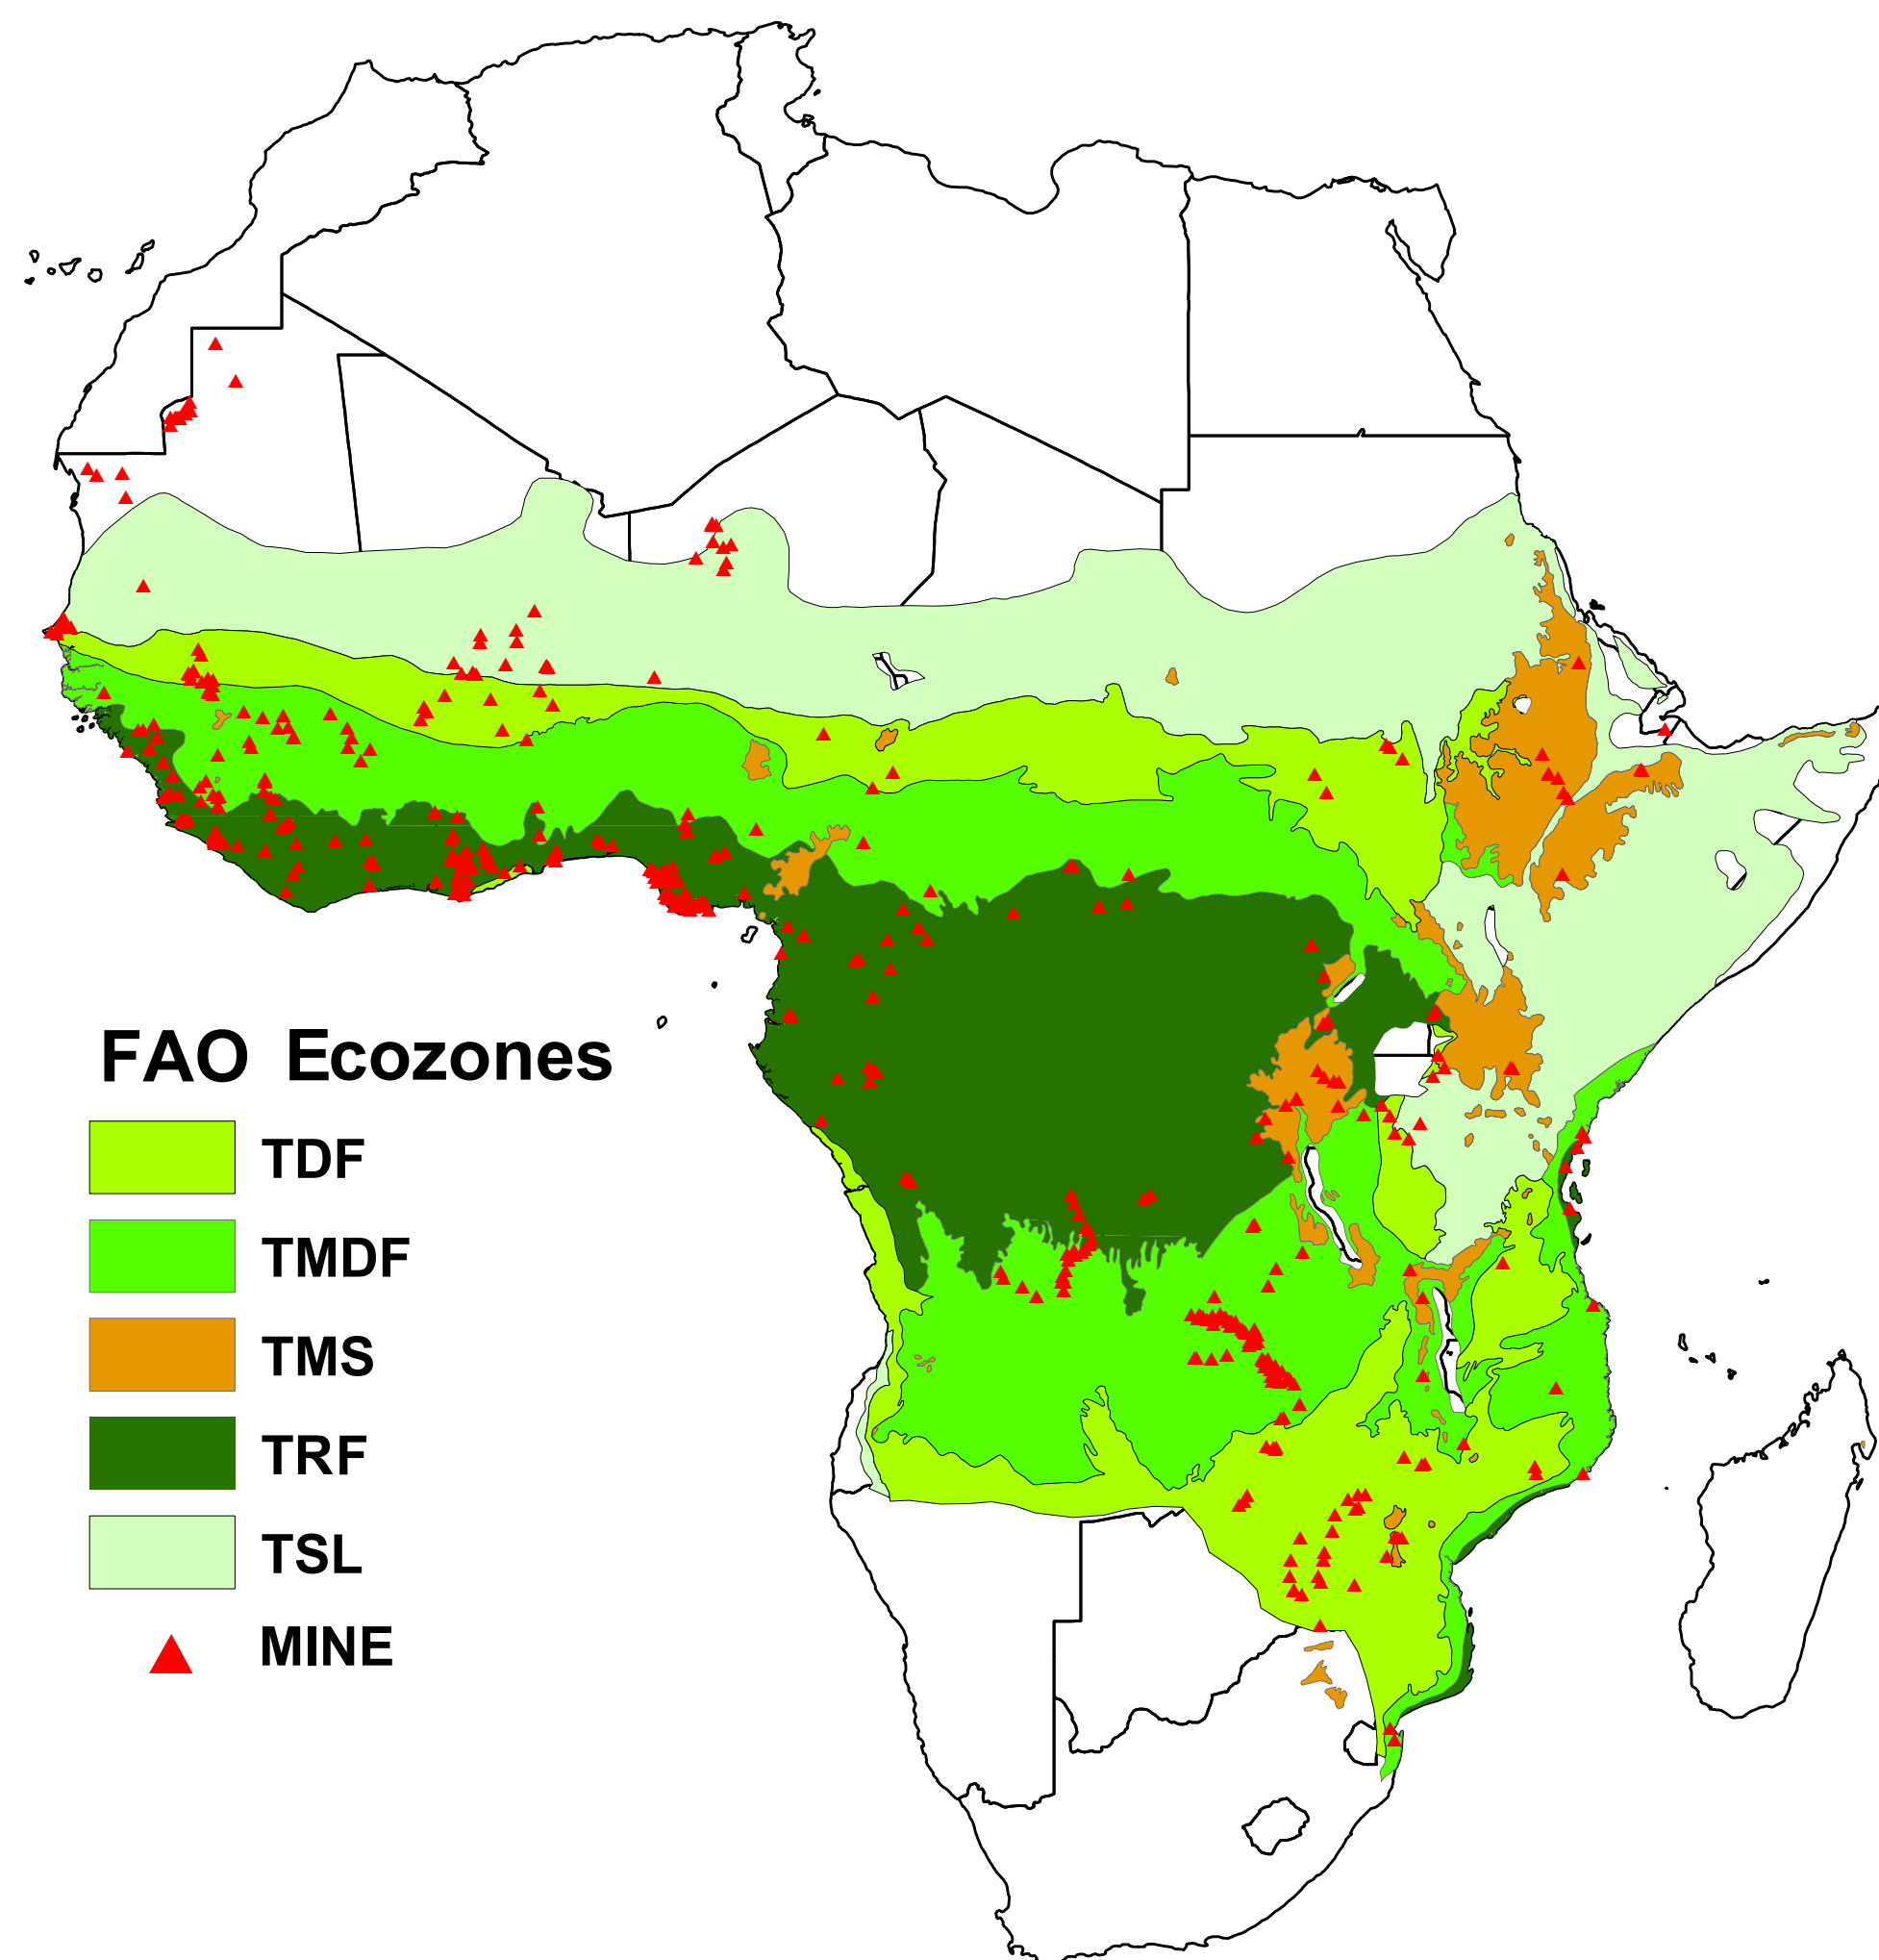 FAO Ecozones
TDF
TMDF
TMS
TRF
TSL
MINE